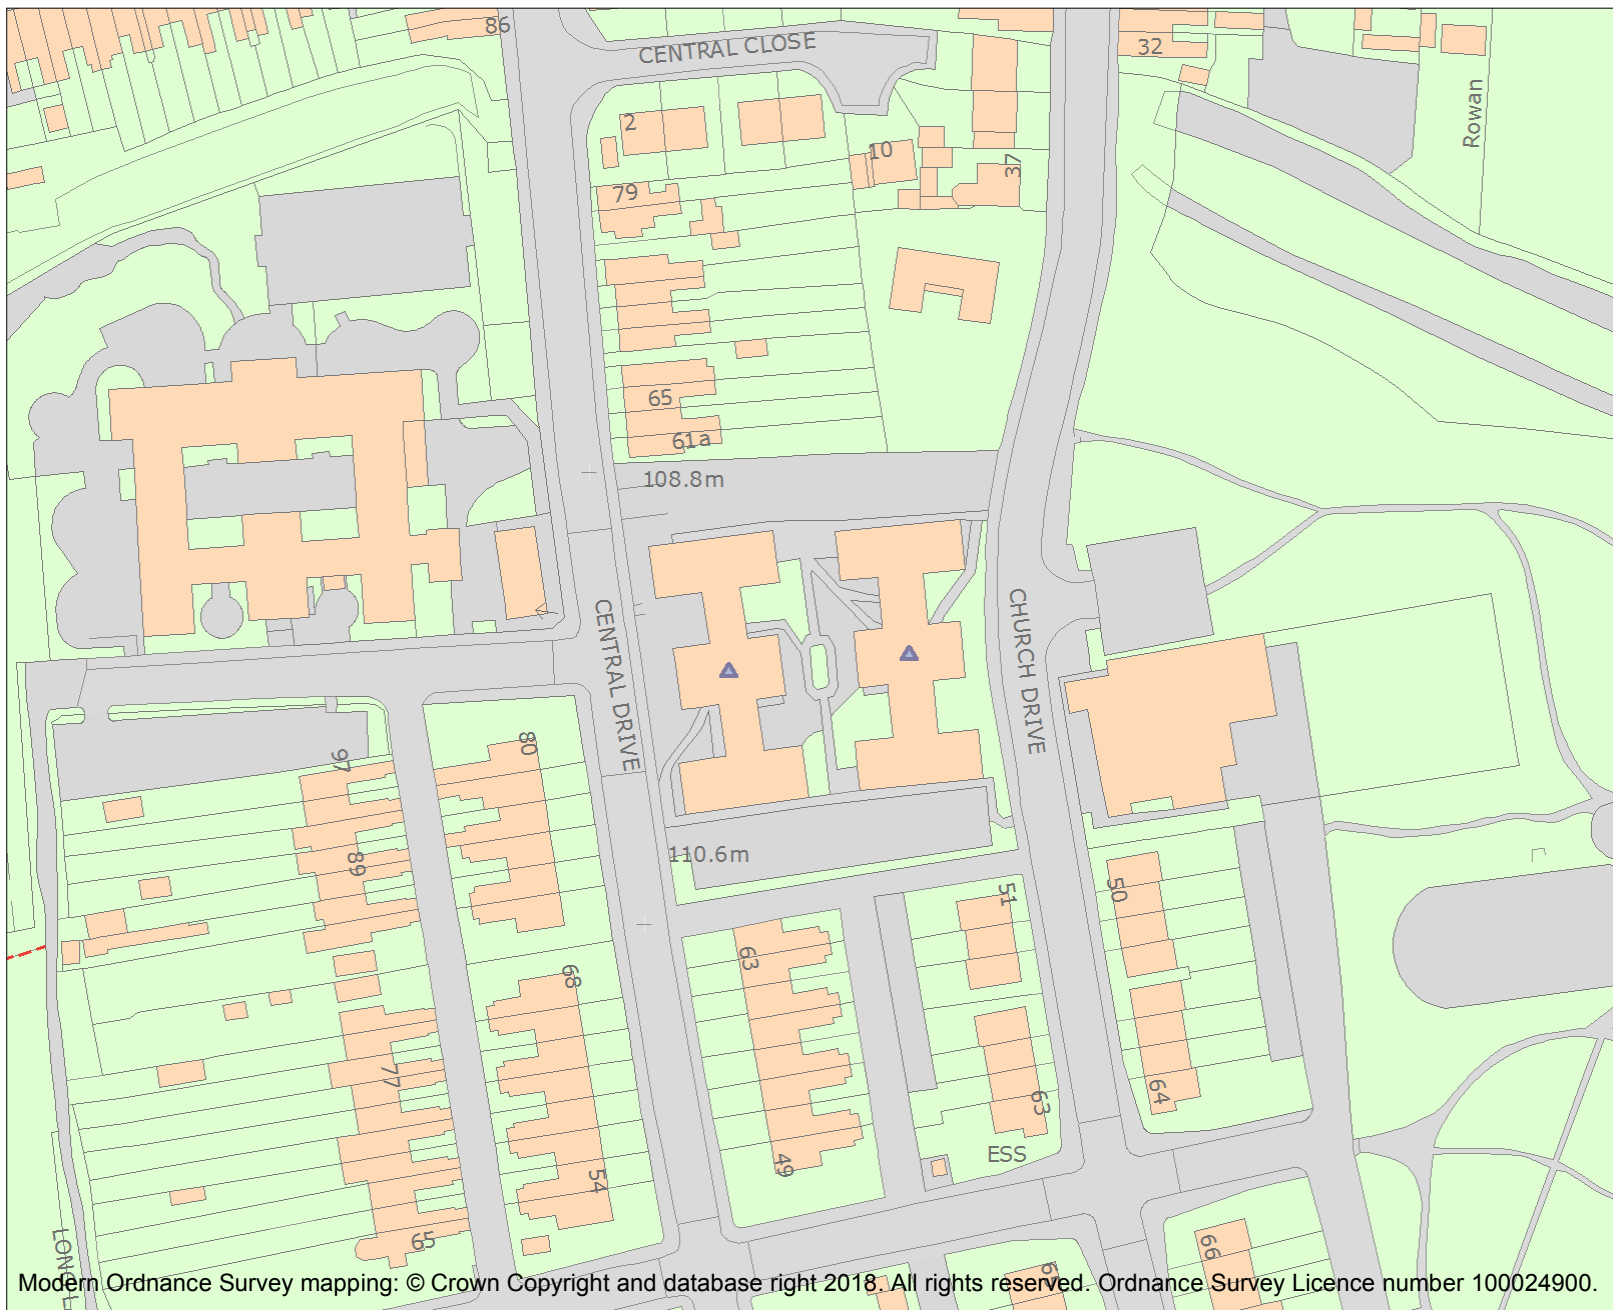 86
CENTRAL CLOSE
32
Rowan
2
10
37
79
65
61a
108.8m
CENTRAL DRIVE
CHURCH DRIVE
97
80
89
110.6m
51
50
63
68
77
63
64
49
54
ESS
65
66
Modern Ordnance Survey mapping: © Crown Copyright and database right 2018. All rights reserved. Ordnance Survey Licence number 100024900.